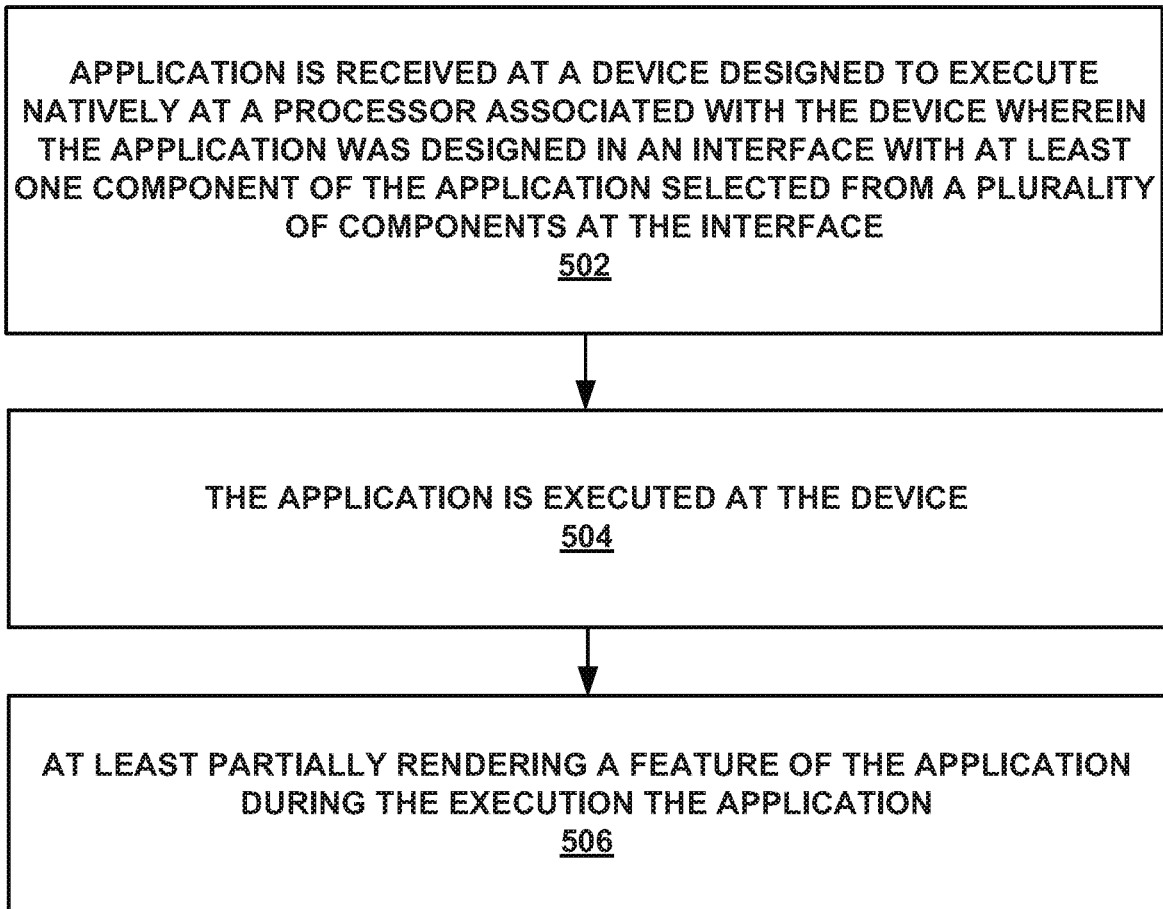 APPLICATION IS RECEIVED AT A DEVICE DESIGNED TO EXECUTE
NATIVELY AT A PROCESSOR ASSOCIATED WITH THE DEVICE WHEREIN
THE APPLICATION WAS DESIGNED IN AN INTERFACE WITH AT LEAST
ONE COMPONENT OF THE APPLICATION SELECTED FROM A PLURALITY
OF COMPONENTS AT THE INTERFACE
502
THE APPLICATION IS EXECUTED AT THE DEVICE
504
AT LEAST PARTIALLY RENDERING A FEATURE OF THE APPLICATION
DURING THE EXECUTION THE APPLICATION
506